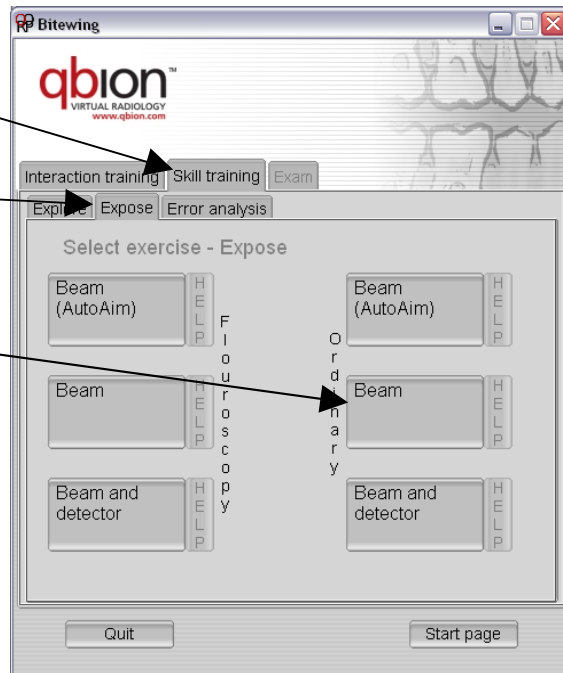 Bitewing
qbion™
VIRTUAL RADIOLOGY
www.qbion.com
Interaction training Skill training Exam
Explore Expose Error analysis
Select exercise - Expose
Beam
(AutoAim)
HELP
Beam
HELP
Beam and
detector
HELP
Flouroscopy
Ordinary
Beam
(AutoAim)
HELP
Beam
HELP
Beam and
detector
HELP
Quit
Start page